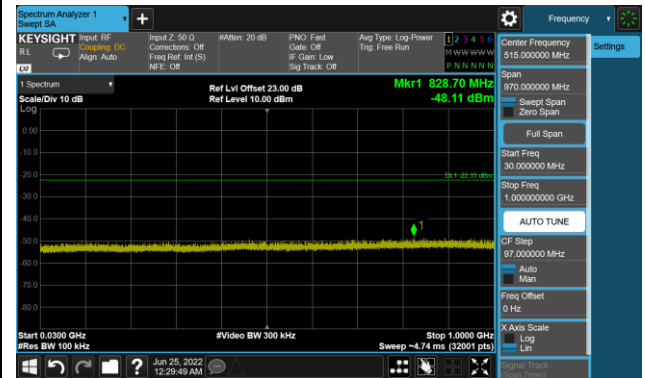 Spectrum Analyzer 1
Swept SA
+
Frequency
KEYSIGHT
RL
Input: RF
Coupling: DC
Align: Auto
Input Z: 50 Ω
Corrections: Off
Freq Ref: Int (S)
NFE: Off
#Atten: 20 dB
PNO: Fast
Gate: Off
IF Gain: Low
Sig Track: Off
Avg Type: Log-Power
Trig: Free Run
1 2 3 4 5 6
M W W W W W
P N N N N N
LXI
1 Spectrum
Scale/Div 10 dB
Log
Ref Lvl Offset 23.00 dB
Ref Level 10.00 dBm
Mkr1 828.70 MHz
-48.11 dBm
0.00
-10.0
-20.0
DL1 -22.33 dBm
-30.0
-40.0
1
-50.0
-60.0
-70.0
-80.0
Start 0.0300 GHz
#Res BW 100 kHz
#Video BW 300 kHz
Stop 1.0000 GHz
Sweep ~4.74 ms (32001 pts)
Jun 25, 2022
12:29:49 AM
?
Center Frequency
515.000000 MHz
Settings
Span
970.000000 MHz
Swept Span
Zero Span
Full Span
Start Freq
30.000000 MHz
Stop Freq
1.000000000 GHz
AUTO TUNE
CF Step
97.000000 MHz
Auto
Man
Freq Offset
0 Hz
X Axis Scale
Log
Lin
Signal Track
(Span Zoom)